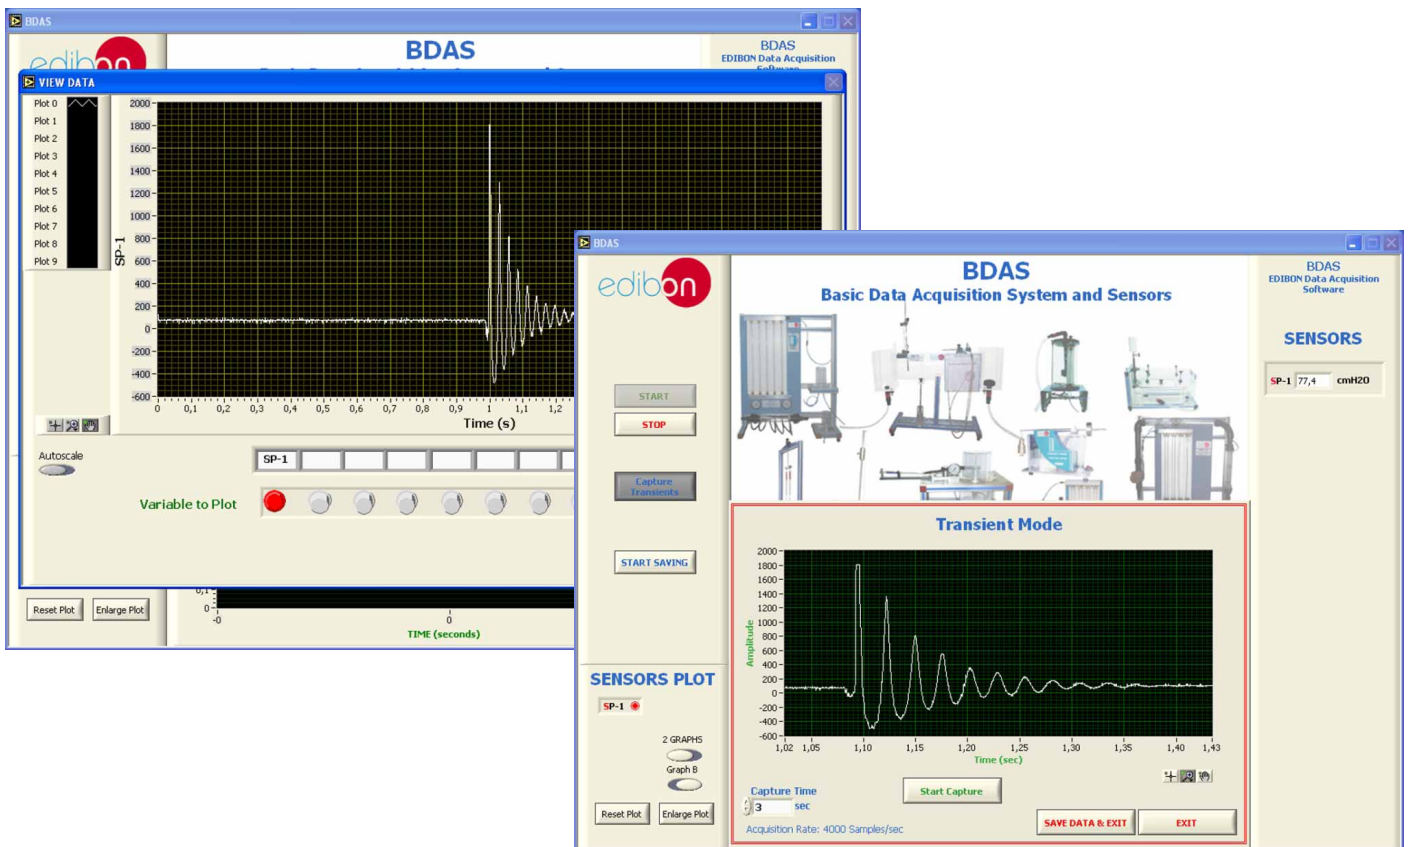 BDAS
edibon
BDAS
BDAS
EDIBON Data Acquisition
VIEW DATA
Plot 0
Plot 1
Plot 2
Plot 3
Plot 4
Plot 5
Plot 6
Plot 7
Plot 8
Plot 9
SP-1
2000
1800
1600
1400
1200
1000
800
600
400
200
0
-200
-400
-600
0 0,1 0,2 0,3 0,4 0,5 0,6 0,7 0,8 0,9 1 1,1 1,2
Time (s)
Autoscale
SP-1
Variable to Plot
Reset Plot Enlarge Plot
0,1
0
-0 0
TIME (seconds)
BDAS
edibon
BDAS
Basic Data Acquisition System and Sensors
BDAS
EDIBON Data Acquisition
Software
SENSORS
SP-1 77,4 cmH2O
START
STOP
Capture
Transients
START SAVING
SENSORS PLOT
SP-1
2 GRAPHS
Graph B
Reset Plot Enlarge Plot
Transient Mode
Amplitude
2000
1800
1600
1400
1200
1000
800
600
400
200
0
-200
-400
-600
1,02 1,05 1,10 1,15 1,20 1,25 1,30 1,35 1,40 1,43
Time (sec)
Capture Time
3 sec
Start Capture
Acquisition Rate: 4000 Samples/sec
SAVE DATA & EXIT
EXIT